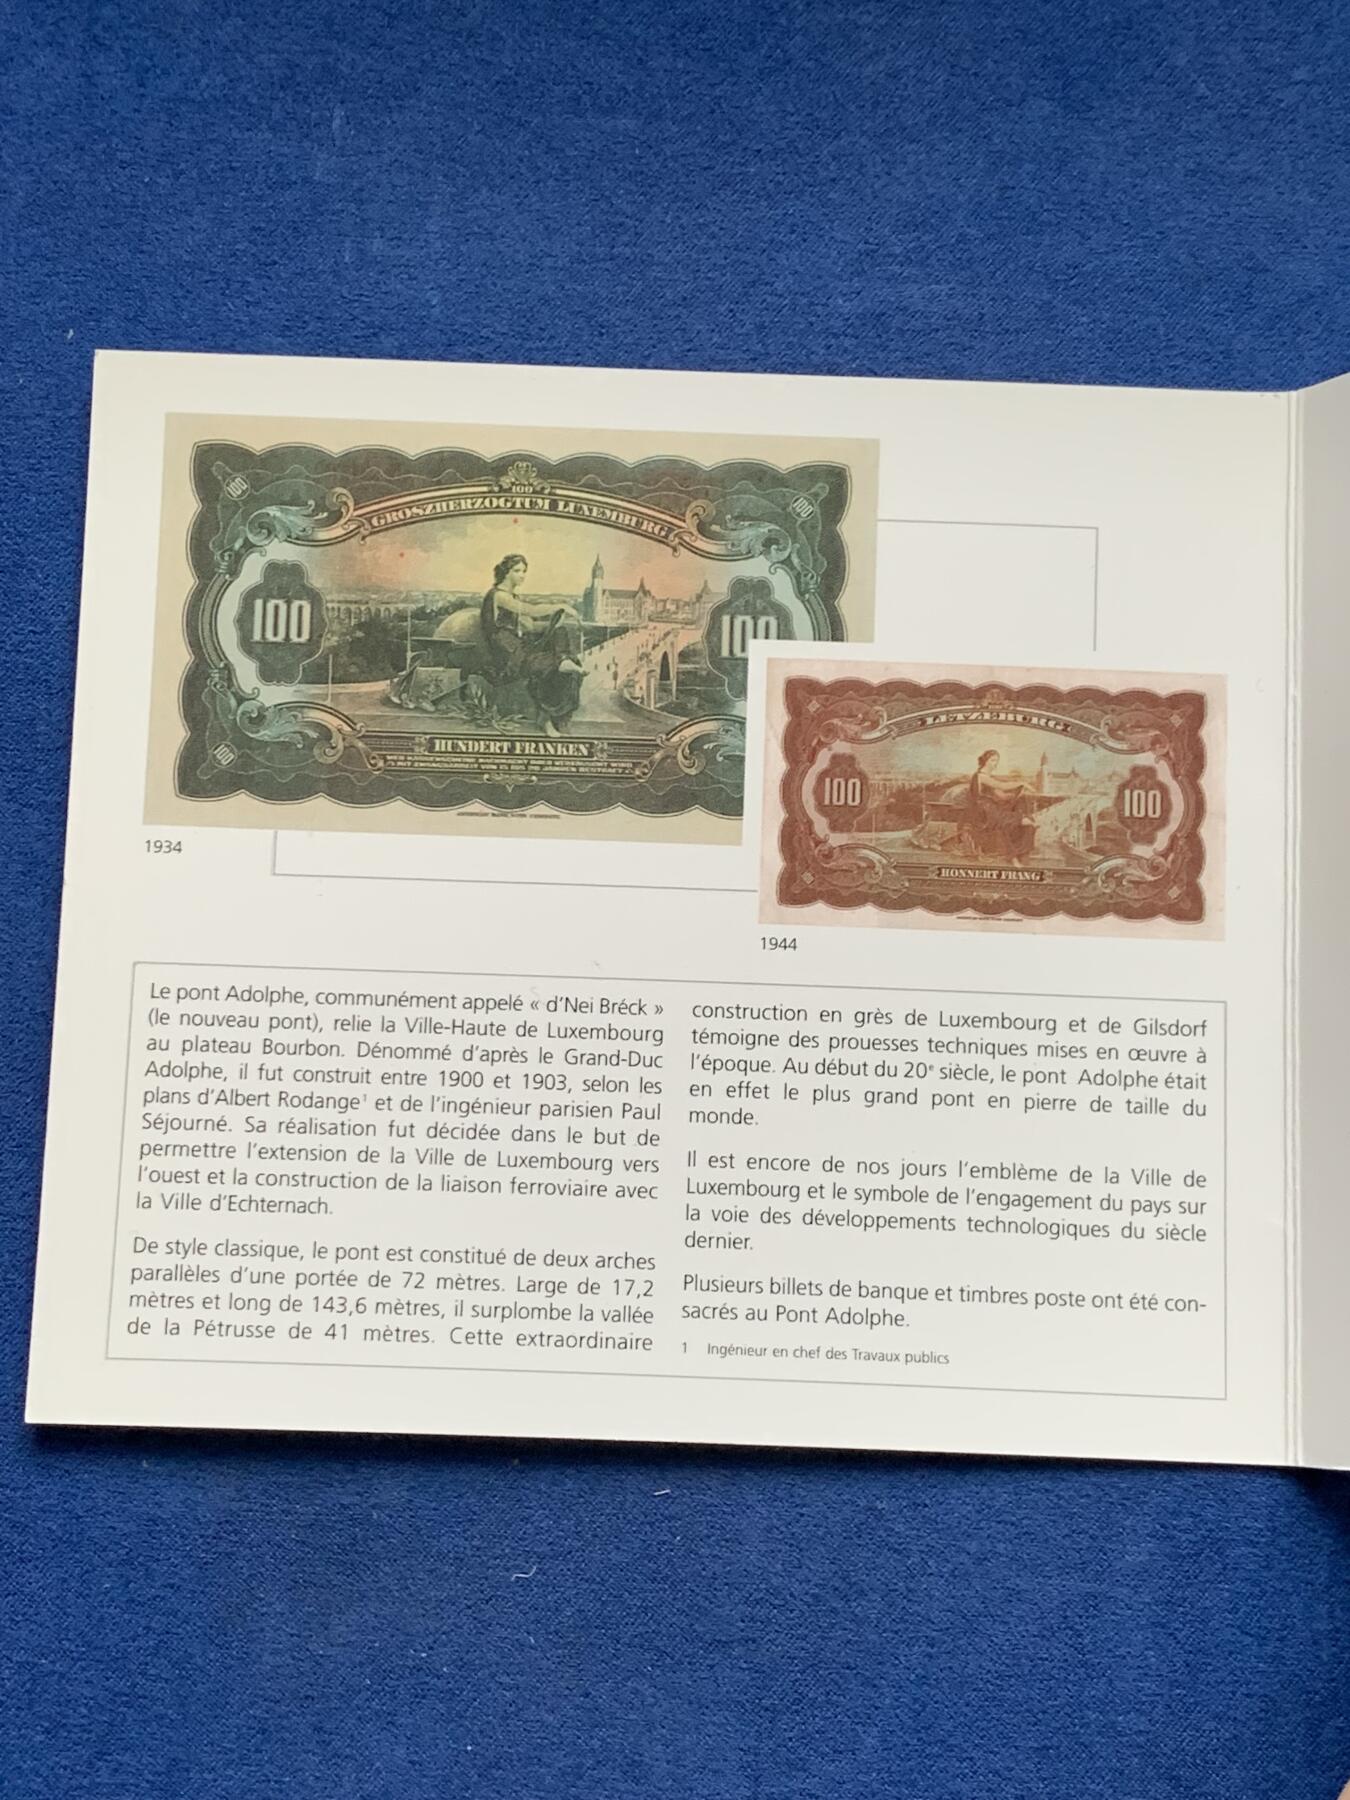 100
100
100
GROSZHERZOGTUM LUXEMBURG
100
100
HUNDERT FRANKEN
100
1934
LETZEBURG
100
100
HONNERT FRANG
1944
Le pont Adolphe, communément appelé « d'Nei Bréck »
(le nouveau pont), relie la Ville-Haute de Luxembourg
au plateau Bourbon. Dénommé d'après le Grand-Duc
Adolphe, il fut construit entre 1900 et 1903, selon les
plans d'Albert Rodange¹ et de l'ingénieur parisien Paul
Séjourné. Sa réalisation fut décidée dans le but de
permettre l'extension de la Ville de Luxembourg vers
l'ouest et la construction de la liaison ferroviaire avec
la Ville d'Echternach.
De style classique, le pont est constitué de deux arches
parallèles d'une portée de 72 mètres. Large de 17,2
mètres et long de 143,6 mètres, il surplombe la vallée
de la Pétrusse de 41 mètres. Cette extraordinaire
construction en grès de Luxembourg et de Gilsdorf
témoigne des prouesses techniques mises en œuvre à
l'époque. Au début du 20e siècle, le pont Adolphe était
en effet le plus grand pont en pierre de taille du
monde.
Il est encore de nos jours l'emblème de la Ville de
Luxembourg et le symbole de l'engagement du pays sur
la voie des développements technologiques du siècle
dernier.
Plusieurs billets de banque et timbres poste ont été con-
sacrés au Pont Adolphe.
1 Ingénieur en chef des Travaux publics